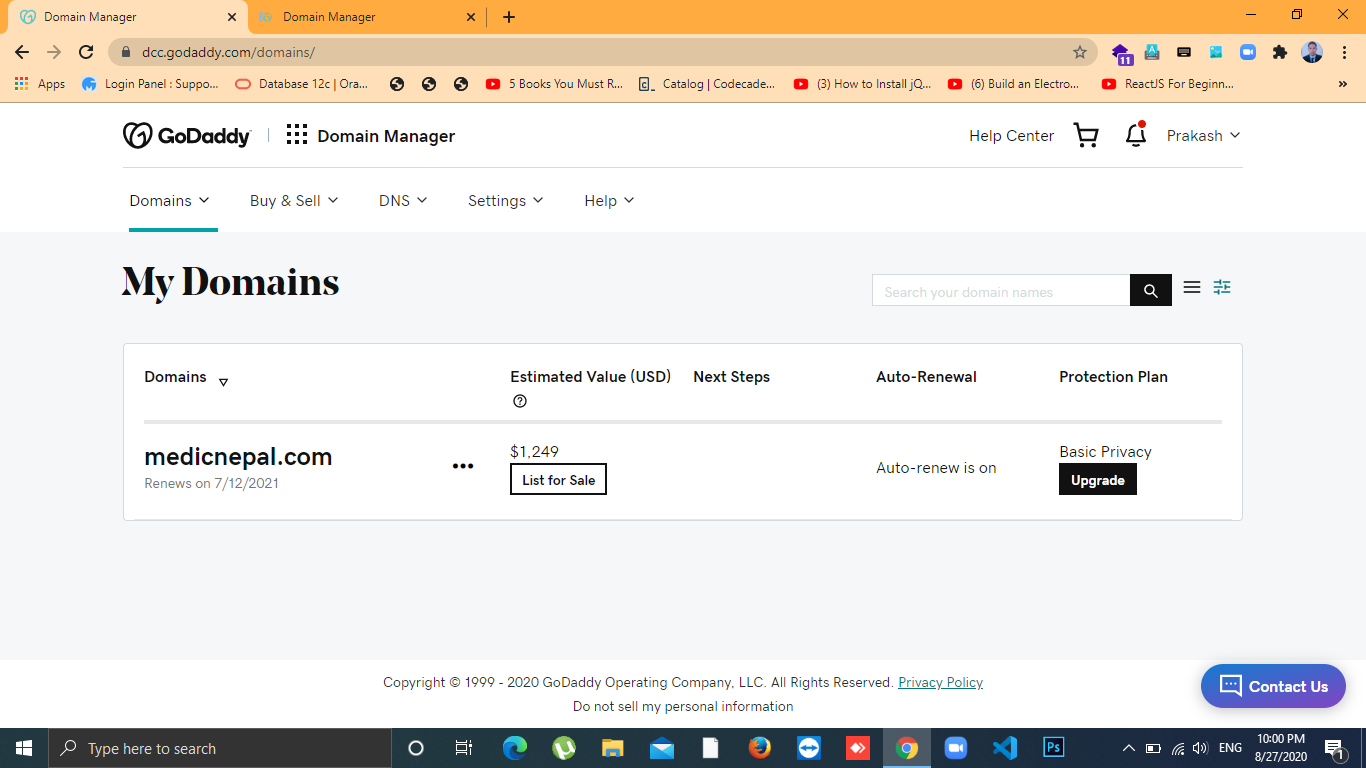 Domain Manager
Domain Manager
dcc.godaddy.com/domains/
11
Apps
Login Panel : Suppo...
Database 12c | Ora...
5 Books You Must R...
Catalog | Codecade...
(3) How to Install jQ...
(6) Build an Electro...
ReactJS For Beginn...
GoDaddy
Domain Manager
Help Center
Prakash
Domains
Buy & Sell
DNS
Settings
Help
My Domains
Search your domain names
Domains
Estimated Value (USD)
Next Steps
Auto-Renewal
Protection Plan
medicnepal.com
Renews on 7/12/2021
$1,249
List for Sale
Auto-renew is on
Basic Privacy
Upgrade
Copyright © 1999 - 2020 GoDaddy Operating Company, LLC. All Rights Reserved. Privacy Policy
Do not sell my personal information
Contact Us
Type here to search
Ps
ENG
10:00 PM
8/27/2020
1